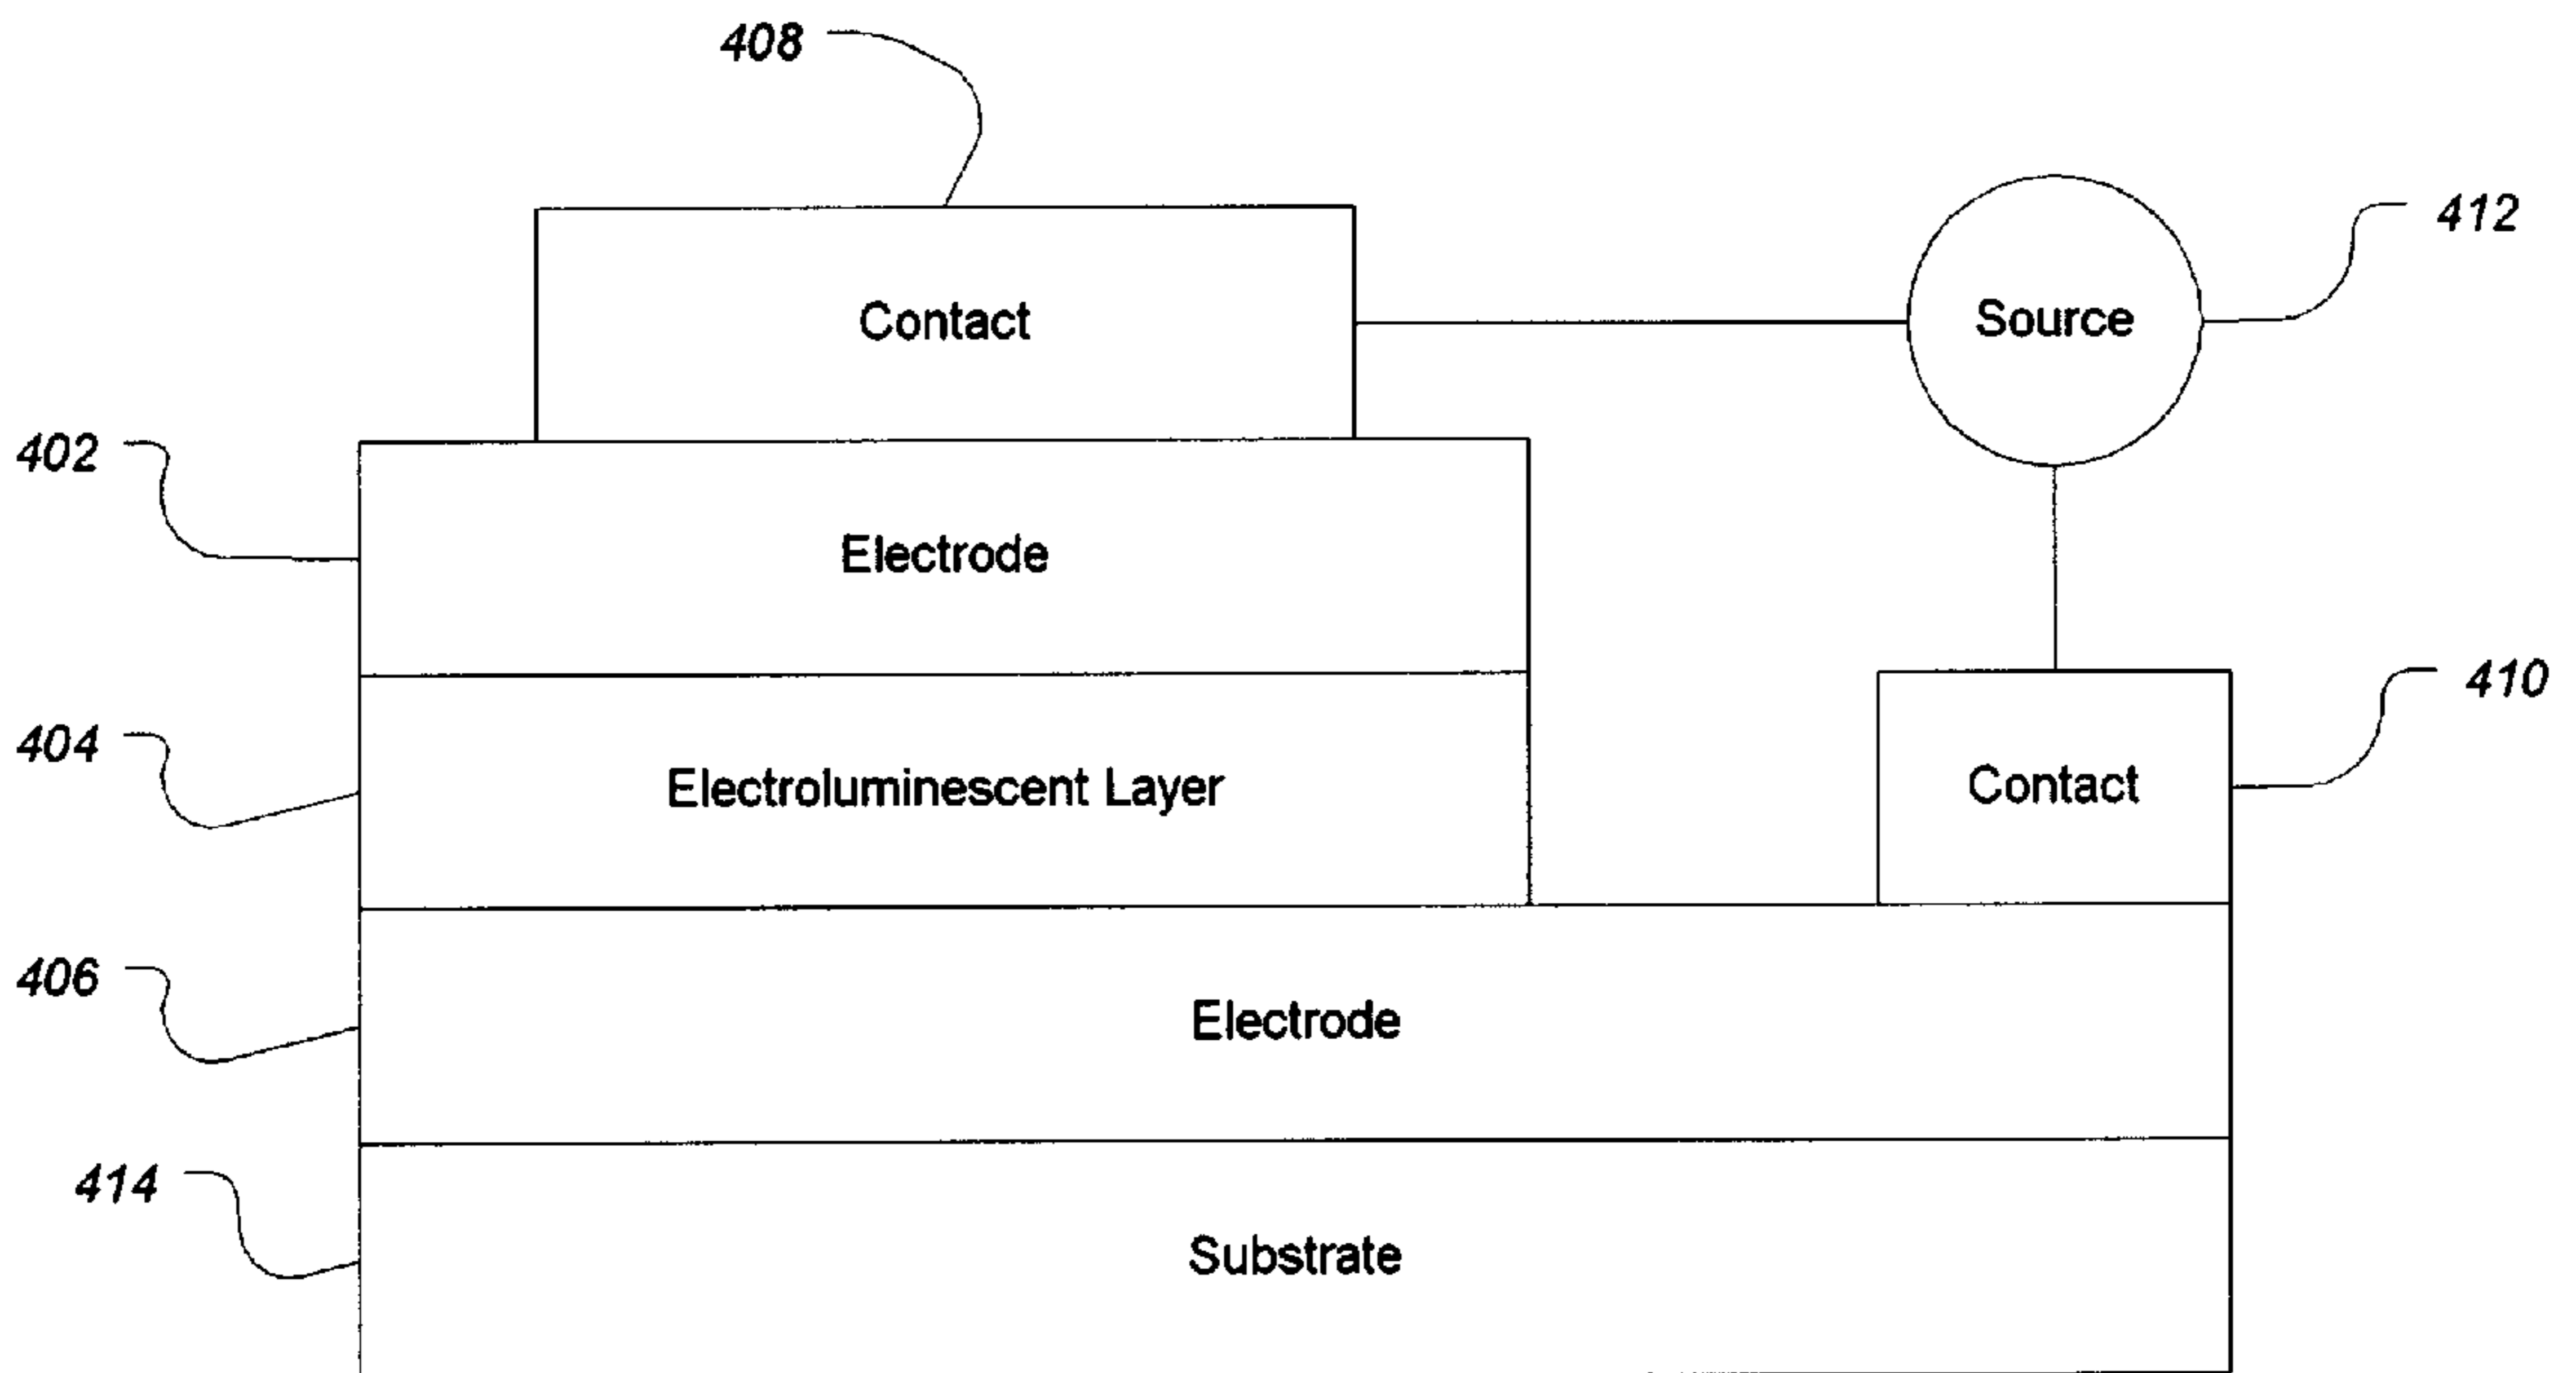 408
412
Contact
Source
402
Electrode
410
404
Electroluminescent Layer
Contact
406
Electrode
414
Substrate